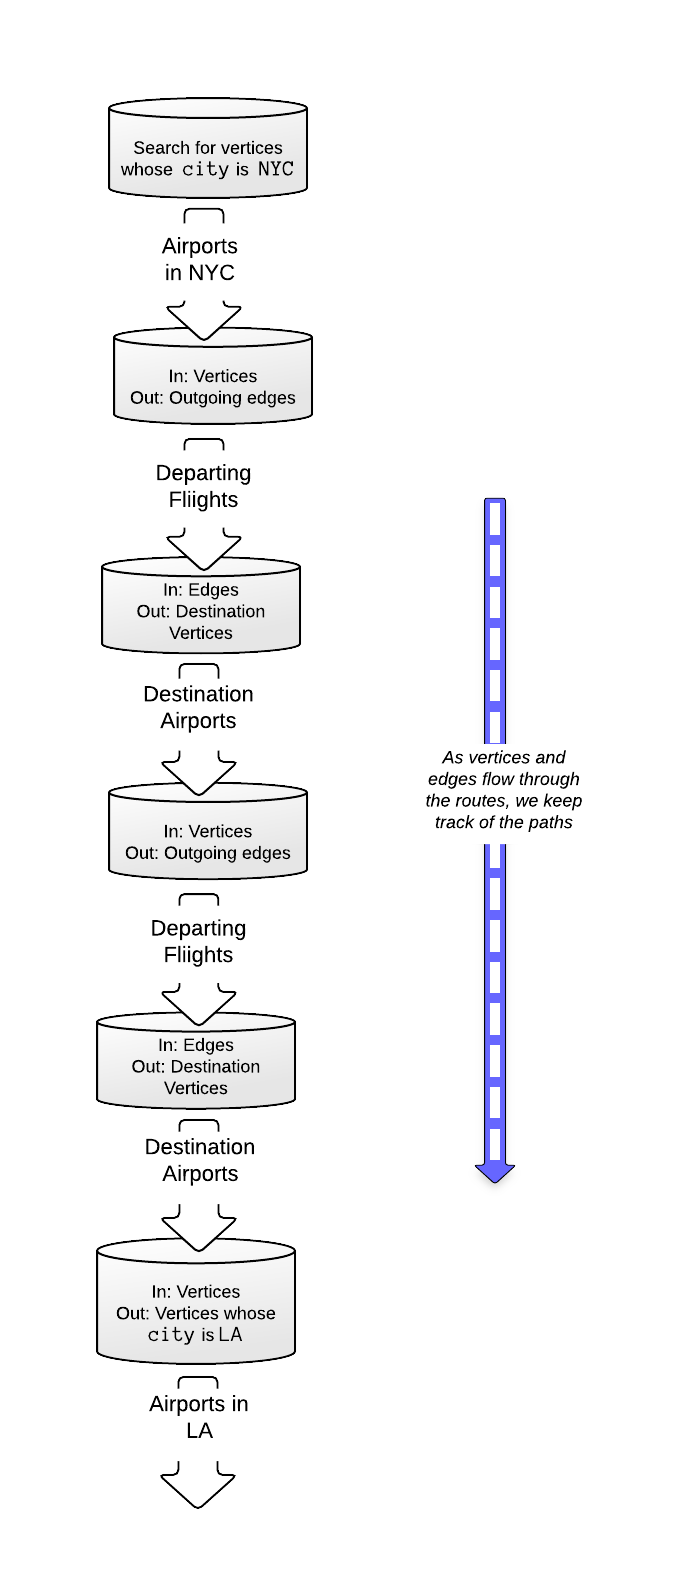 Search for vertices
whose city is NYC
Airports
in NYC
In: Vertices
Out: Outgoing edges
Departing
Fliights
In: Edges
Out: Destination
Vertices
Destination
Airports
As vertices and
edges flow through
the routes, we keep
track of the paths
In: Vertices
Out: Outgoing edges
Departing
Fliights
In: Edges
Out: Destination
Vertices
Destination
Airports
In: Vertices
Out: Vertices whose
city is LA
Airports in
LA